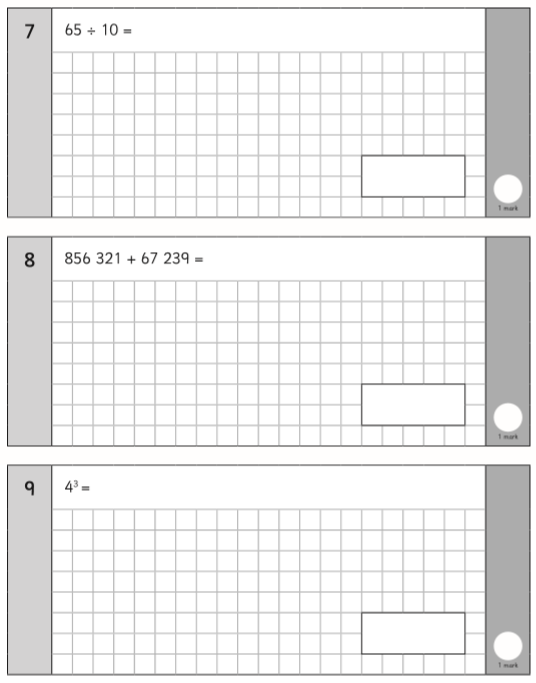 7
65 ÷ 10 =
1 mark
8
856 321 + 67 239 =
1 mark
9
4³ =
1 mark